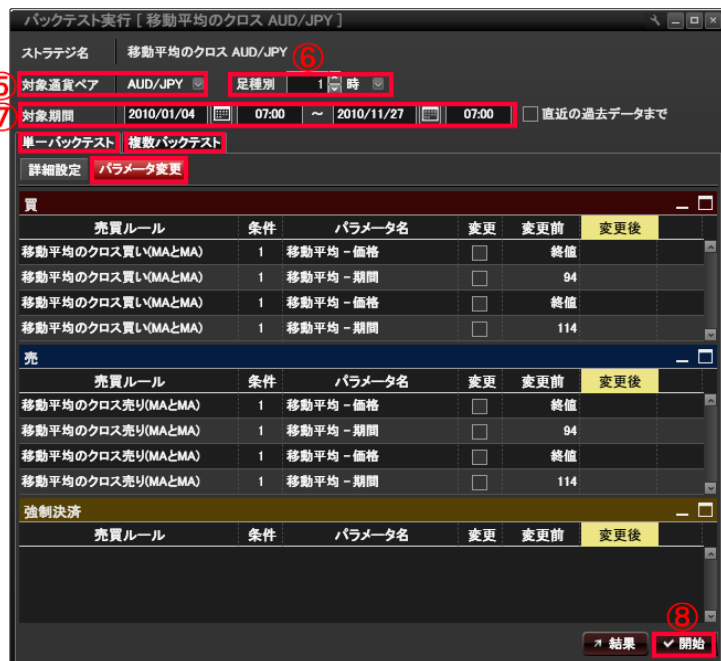 バックテスト実行 [ 移動平均のクロス AUD/JPY ]
ストラテジ名 移動平均のクロス AUD/JPY
⑥
対象通貨ペア AUD/JPY 足種別 1 時
⑦ 対象期間 2010/01/04 07:00 ～ 2010/11/27 07:00 直近の過去データまで
単一バックテスト 複数バックテスト
詳細設定 パラメータ変更
買
売買ルール 条件 パラメータ名 変更 変更前 変更後
移動平均のクロス買い(MAとMA) 1 移動平均 - 価格 終値
移動平均のクロス買い(MAとMA) 1 移動平均 - 期間 94
移動平均のクロス買い(MAとMA) 1 移動平均 - 価格 終値
移動平均のクロス買い(MAとMA) 1 移動平均 - 期間 114
売
売買ルール 条件 パラメータ名 変更 変更前 変更後
移動平均のクロス売り(MAとMA) 1 移動平均 - 価格 終値
移動平均のクロス売り(MAとMA) 1 移動平均 - 期間 94
移動平均のクロス売り(MAとMA) 1 移動平均 - 価格 終値
移動平均のクロス売り(MAとMA) 1 移動平均 - 期間 114
強制決済
売買ルール 条件 パラメータ名 変更 変更前 変更後
⑧
結果 開始